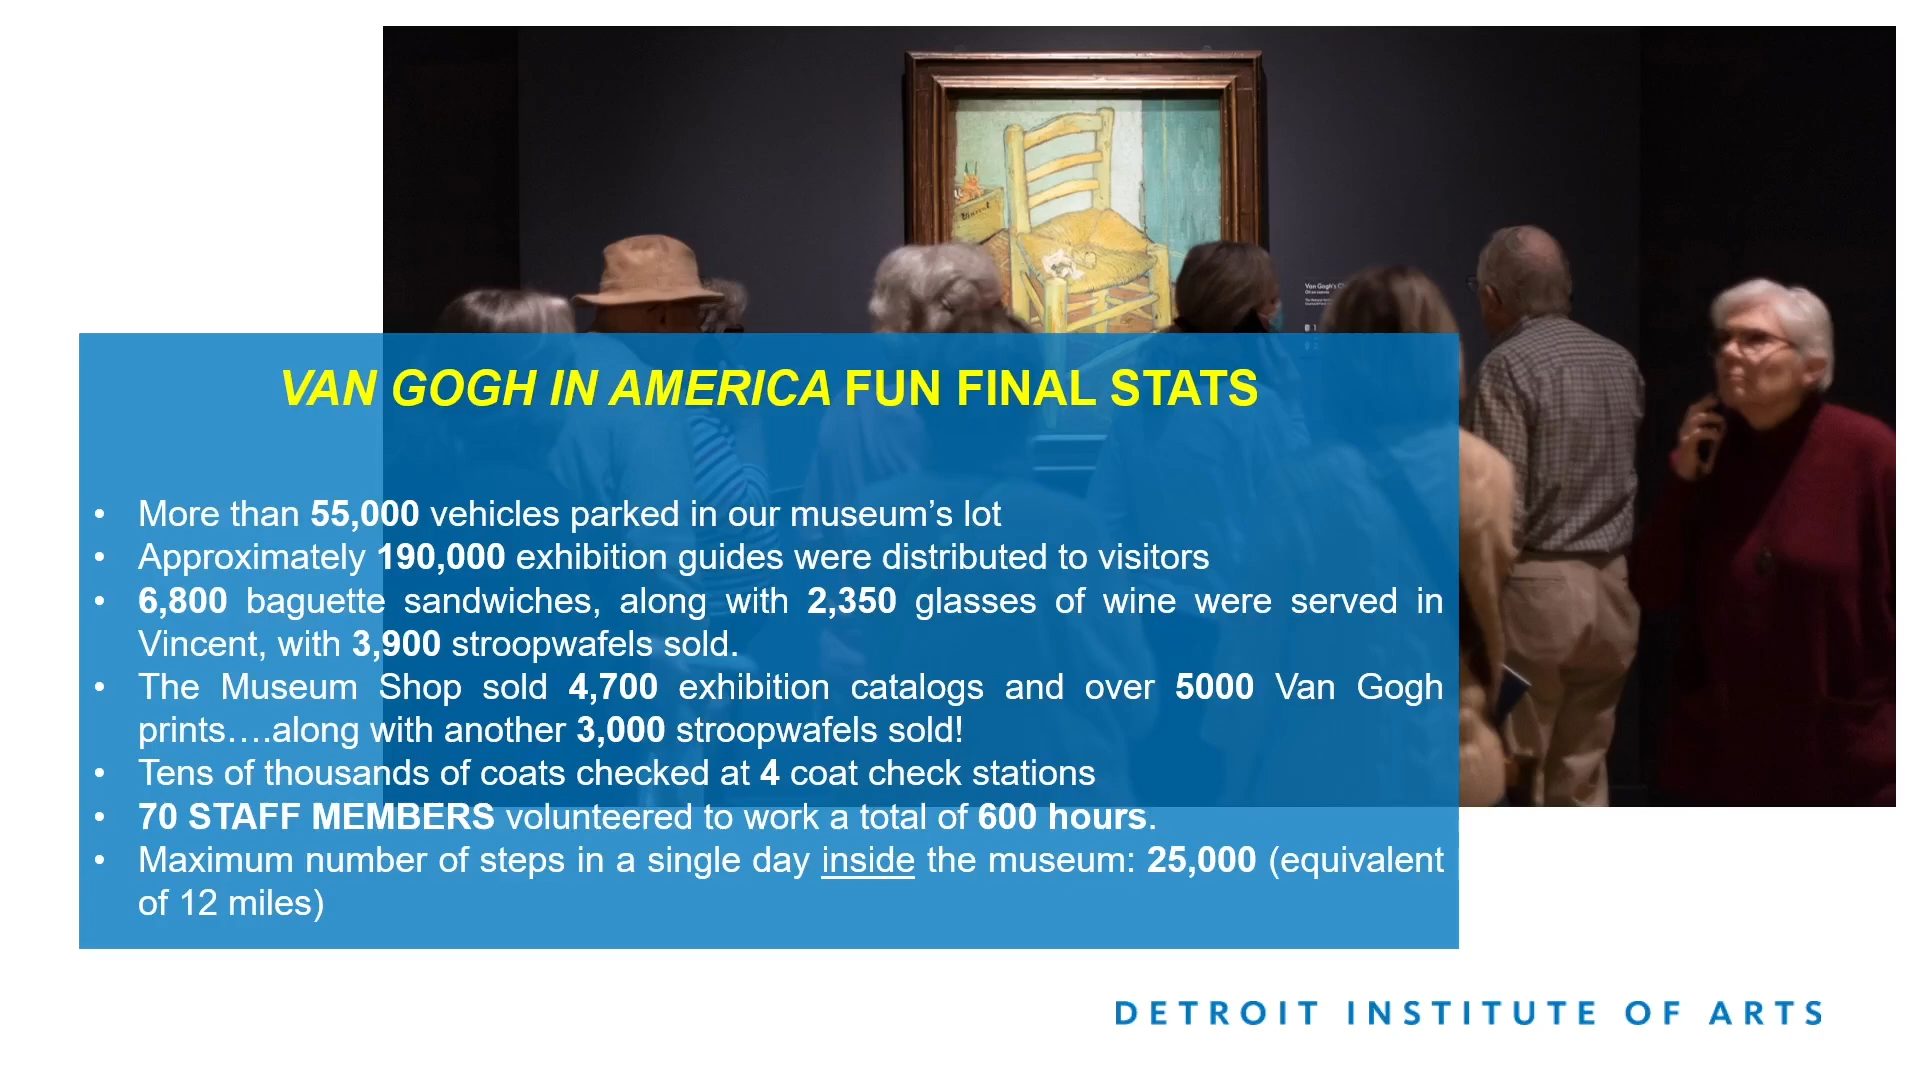 Vincent
Van Gogh's
VAN GOGH IN AMERICA FUN FINAL STATS
• More than 55,000 vehicles parked in our museum’s lot
• Approximately 190,000 exhibition guides were distributed to visitors
• 6,800 baguette sandwiches, along with 2,350 glasses of wine were served in
Vincent, with 3,900 stroopwafels sold.
• The Museum Shop sold 4,700 exhibition catalogs and over 5000 Van Gogh
prints….along with another 3,000 stroopwafels sold!
• Tens of thousands of coats checked at 4 coat check stations
• 70 STAFF MEMBERS volunteered to work a total of 600 hours.
• Maximum number of steps in a single day inside the museum: 25,000 (equivalent
of 12 miles)
DETROIT INSTITUTE OF ARTS